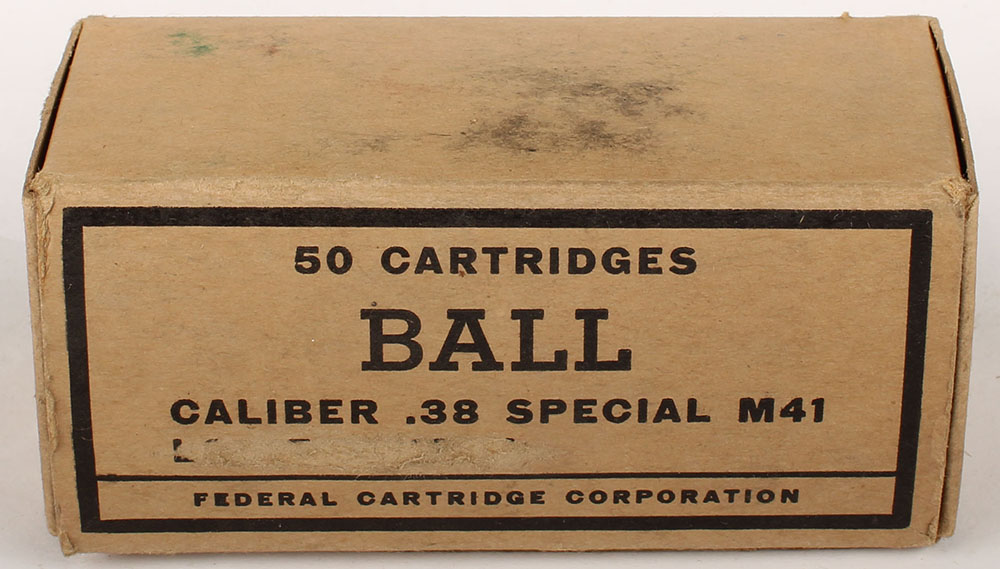 50 CARTRIDGES
BALL
CALIBER .38 SPECIAL M41
FEDERAL CARTRIDGE CORPORATION